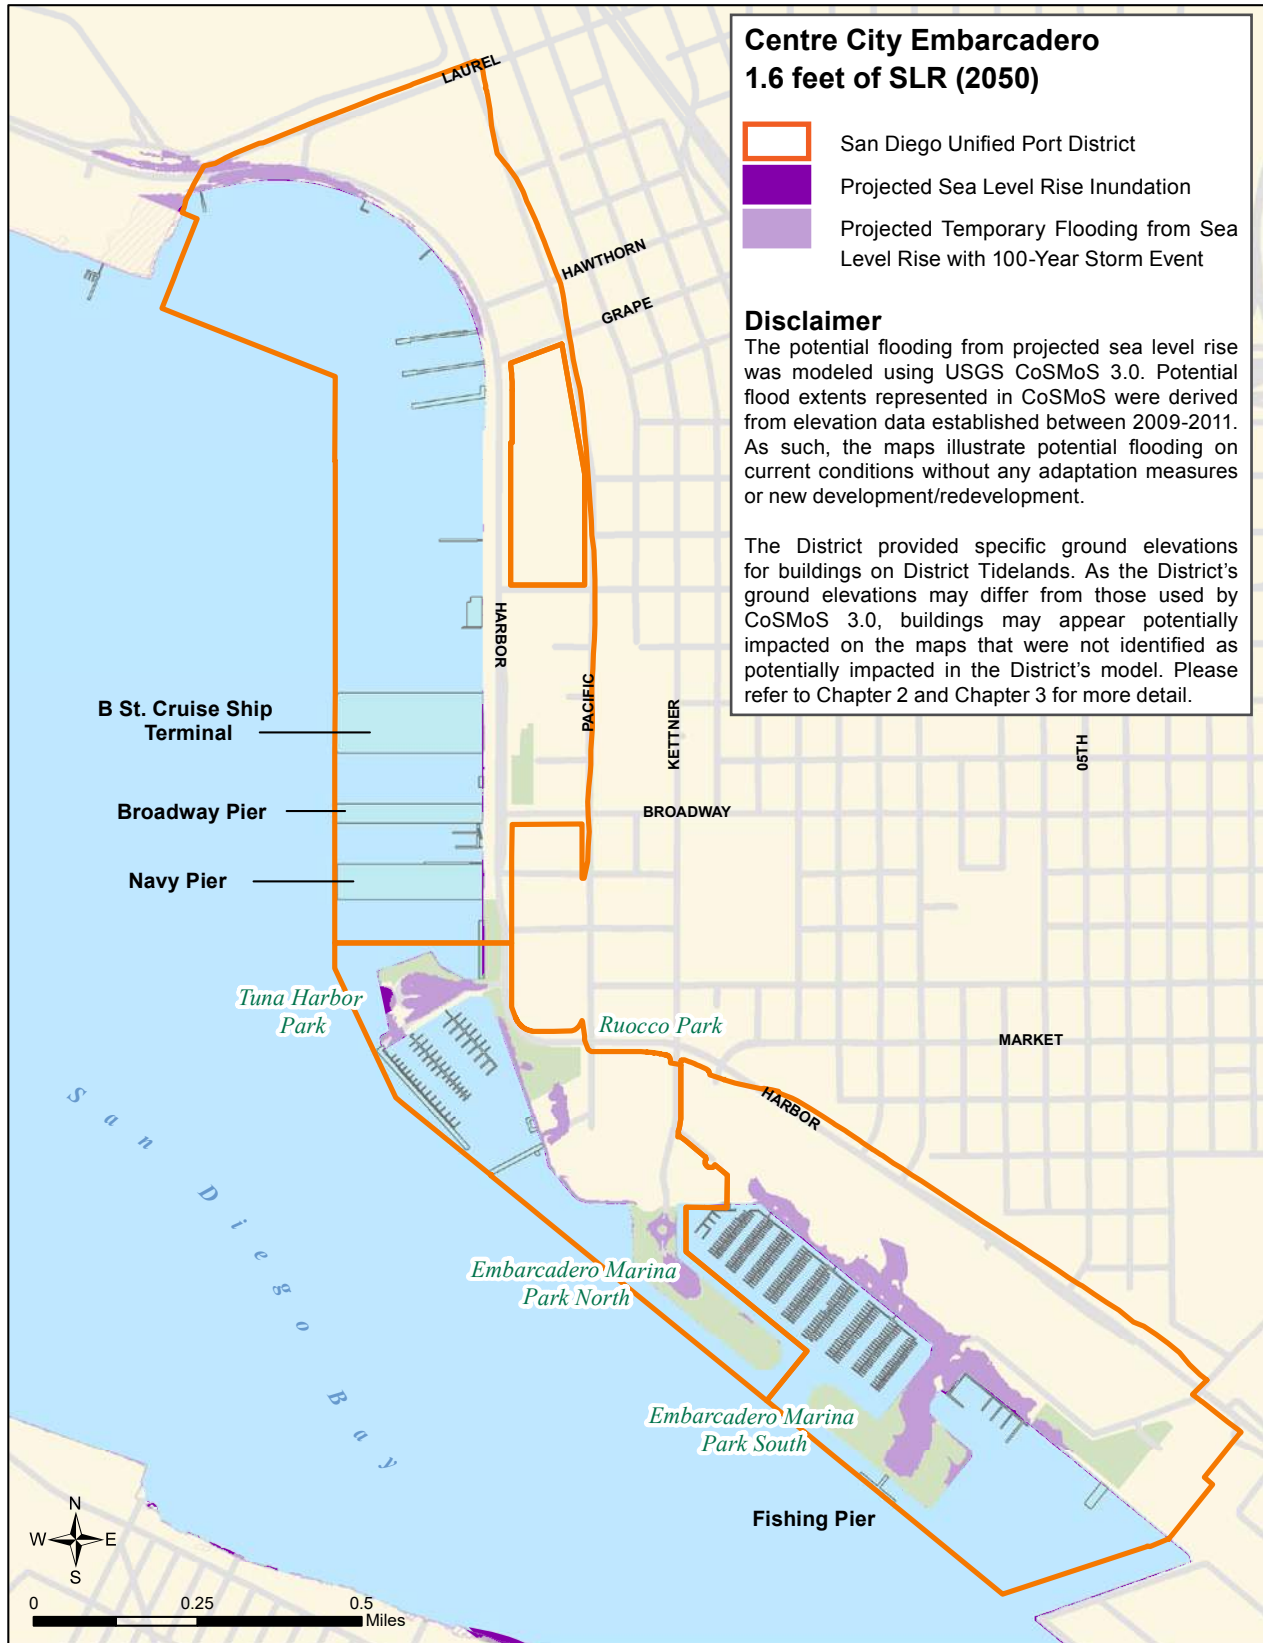 Centre City Embarcadero
1.6 feet of SLR (2050)
San Diego Unified Port District
Projected Sea Level Rise Inundation
Projected Temporary Flooding from Sea
Level Rise with 100-Year Storm Event
Disclaimer
The potential flooding from projected sea level rise
was modeled using USGS CoSMoS 3.0. Potential
flood extents represented in CoSMoS were derived
from elevation data established between 2009-2011.
As such, the maps illustrate potential flooding on
current conditions without any adaptation measures
or new development/redevelopment.
The District provided specific ground elevations
for buildings on District Tidelands. As the District's
ground elevations may differ from those used by
CoSMoS 3.0, buildings may appear potentially
impacted on the maps that were not identified as
potentially impacted in the District's model. Please
refer to Chapter 2 and Chapter 3 for more detail.
LAUREL
HAWTHORN
GRAPE
HARBOR
PACIFIC
KETTNER
05TH
B St. Cruise Ship
Terminal
Broadway Pier
BROADWAY
Navy Pier
Tuna Harbor
Park
Ruocco Park
MARKET
HARBOR
San Diego Bay
Embarcadero Marina
Park North
Embarcadero Marina
Park South
Fishing Pier
N
W
E
S
0
0.25
0.5
Miles